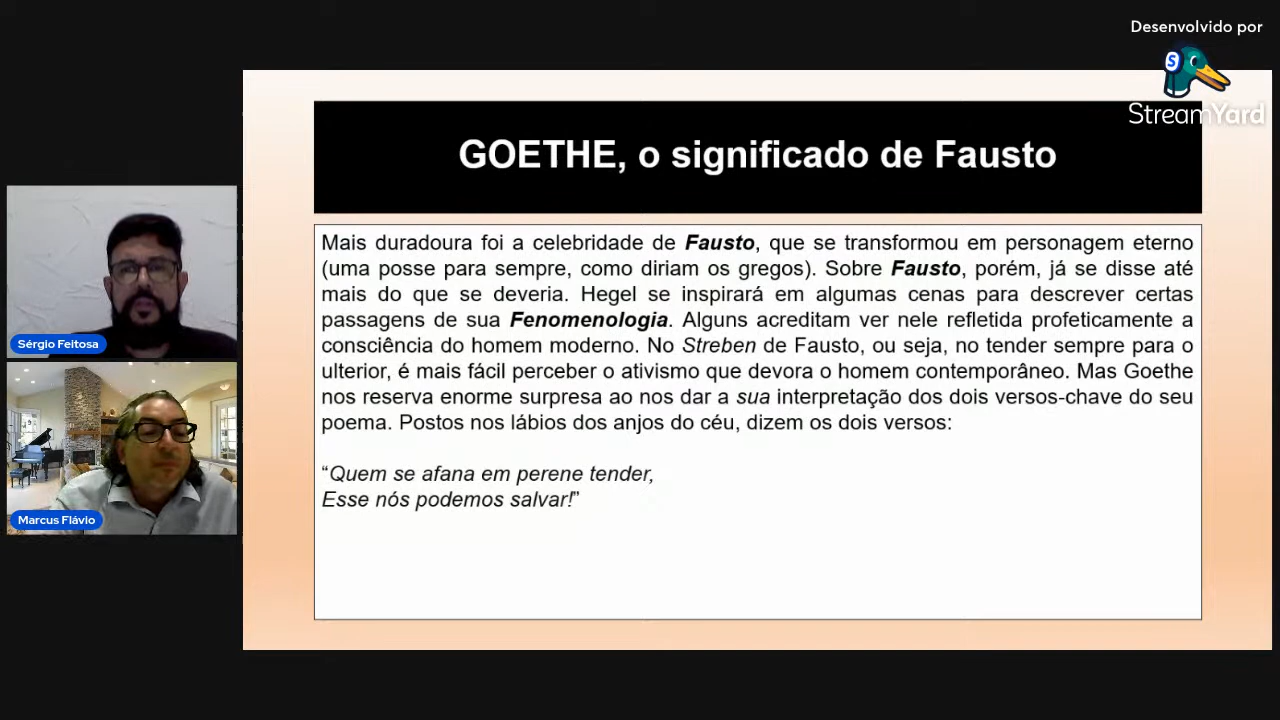 Desenvolvido por
StreamYard
GOETHE, o significado de Fausto
Mais duradoura foi a celebridade de Fausto, que se transformou em personagem eterno
(uma posse para sempre, como diriam os gregos). Sobre Fausto, porém, já se disse até
mais do que se deveria. Hegel se inspirará em algumas cenas para descrever certas
passagens de sua Fenomenologia. Alguns acreditam ver nele refletida profeticamente a
consciência do homem moderno. No Streben de Fausto, ou seja, no tender sempre para o
ulterior, é mais fácil perceber o ativismo que devora o homem contemporâneo. Mas Goethe
nos reserva enorme surpresa ao nos dar a sua interpretação dos dois versos-chave do seu
poema. Postos nos lábios dos anjos do céu, dizem os dois versos:
“Quem se afana em perene tender,
Esse nós podemos salvar!”
Sérgio Feitosa
Marcus Flávio